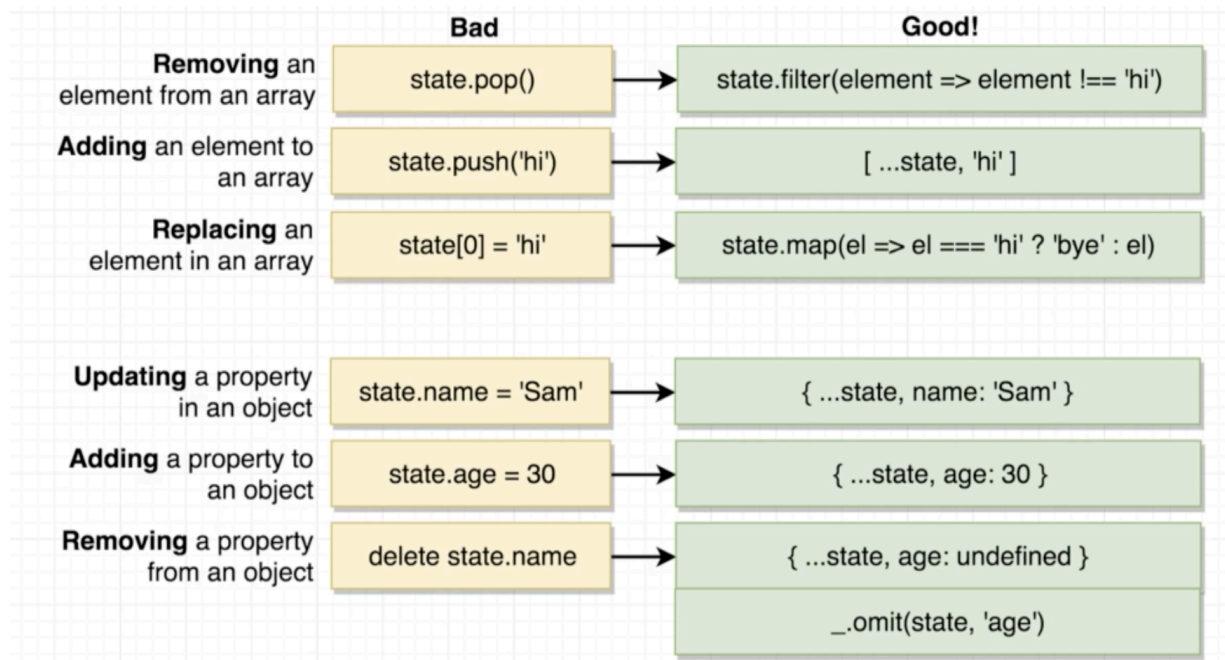 Bad
Good!
Removing an
element from an array
state.pop()
state.filter(element => element !== 'hi')
Adding an element to
an array
state.push('hi')
[ ...state, 'hi' ]
Replacing an
element in an array
state[0] = 'hi'
state.map(el => el === 'hi' ? 'bye' : el)
Updating a property
in an object
state.name = 'Sam'
{ ...state, name: 'Sam' }
Adding a property to
an object
state.age = 30
{ ...state, age: 30 }
Removing a property
from an object
delete state.name
{ ...state, age: undefined }
_.omit(state, 'age')